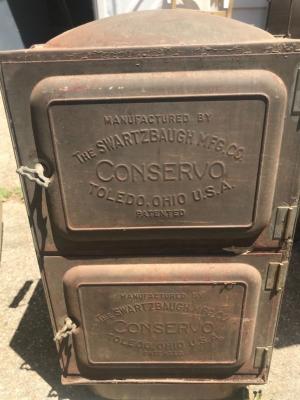 MANUFACTURED BY
THE SWARTZBAUGH MFG. CO.
CONSERVO
TOLEDO, OHIO U.S.A.
PATENTED
MANUFACTURED BY
THE SWARTZBAUGH MFG. CO.
CONSERVO
TOLEDO, OHIO U.S.A.
PATENTED